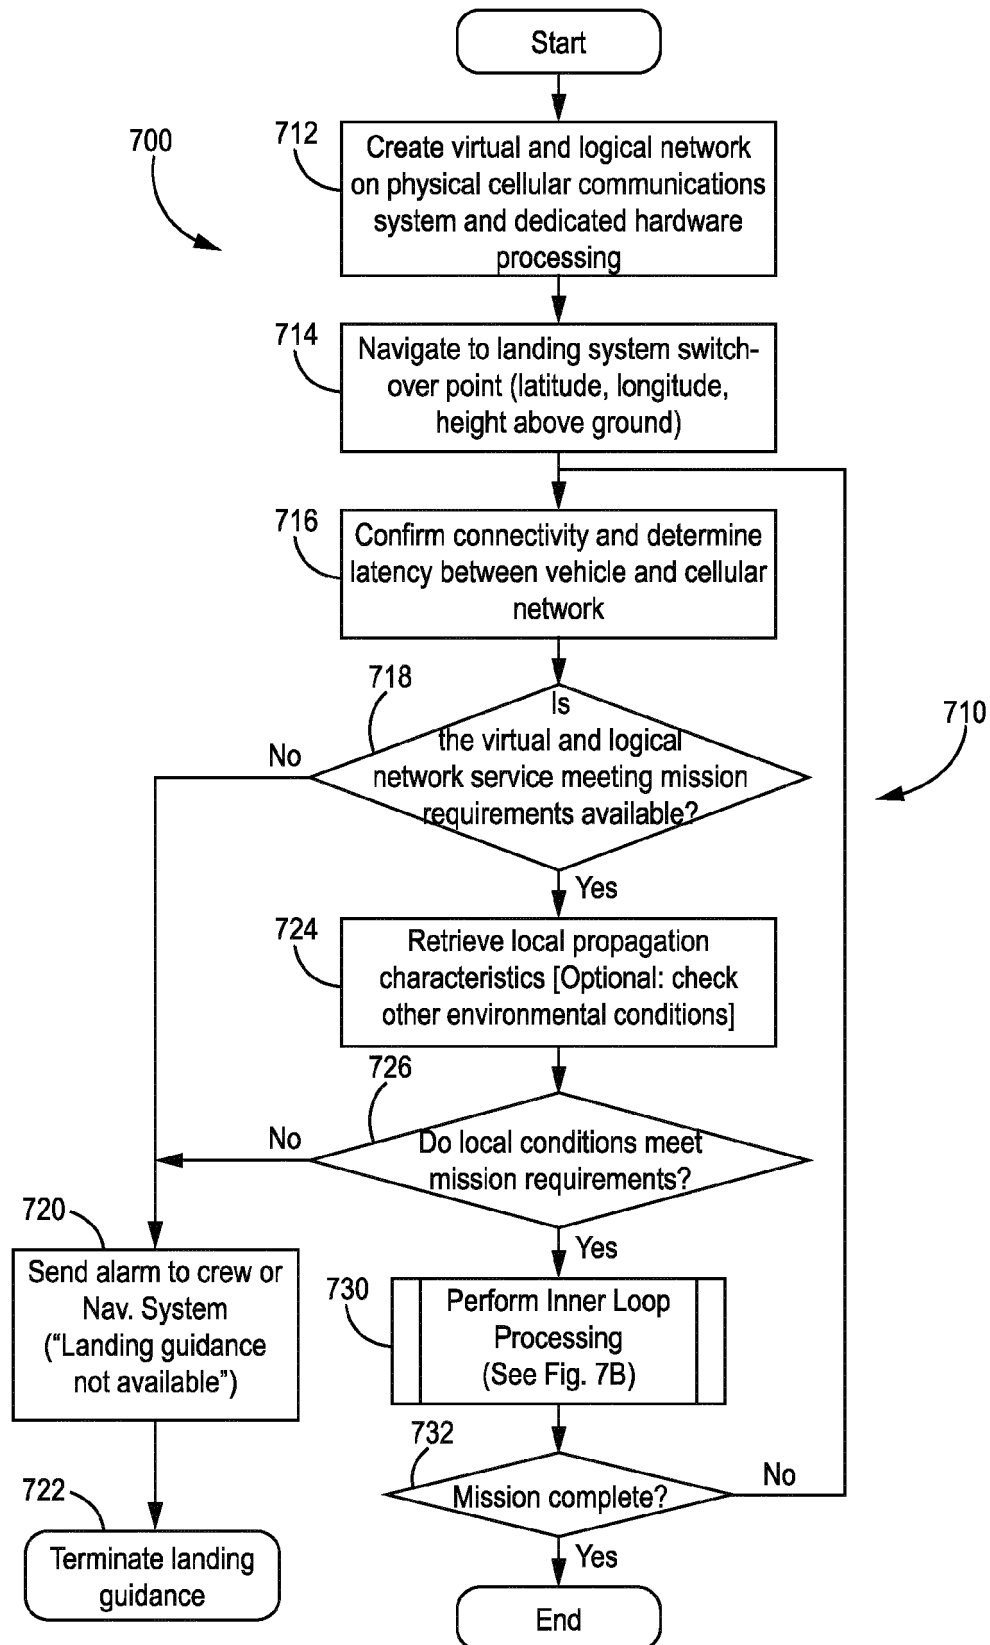 Start
700
712
Create virtual and logical network
on physical cellular communications
system and dedicated hardware
processing
714
Navigate to landing system switch-
over point (latitude, longitude,
height above ground)
716
Confirm connectivity and determine
latency between vehicle and cellular
network
718
Is
the virtual and logical
network service meeting mission
requirements available?
No
710
Yes
724
Retrieve local propagation
characteristics [Optional: check
other environmental conditions]
726
Do local conditions meet
mission requirements?
No
Yes
720
Send alarm to crew or
Nav. System
(“Landing guidance
not available”)
730
Perform Inner Loop
Processing
(See Fig. 7B)
732
Mission complete?
No
Yes
722
Terminate landing
guidance
End